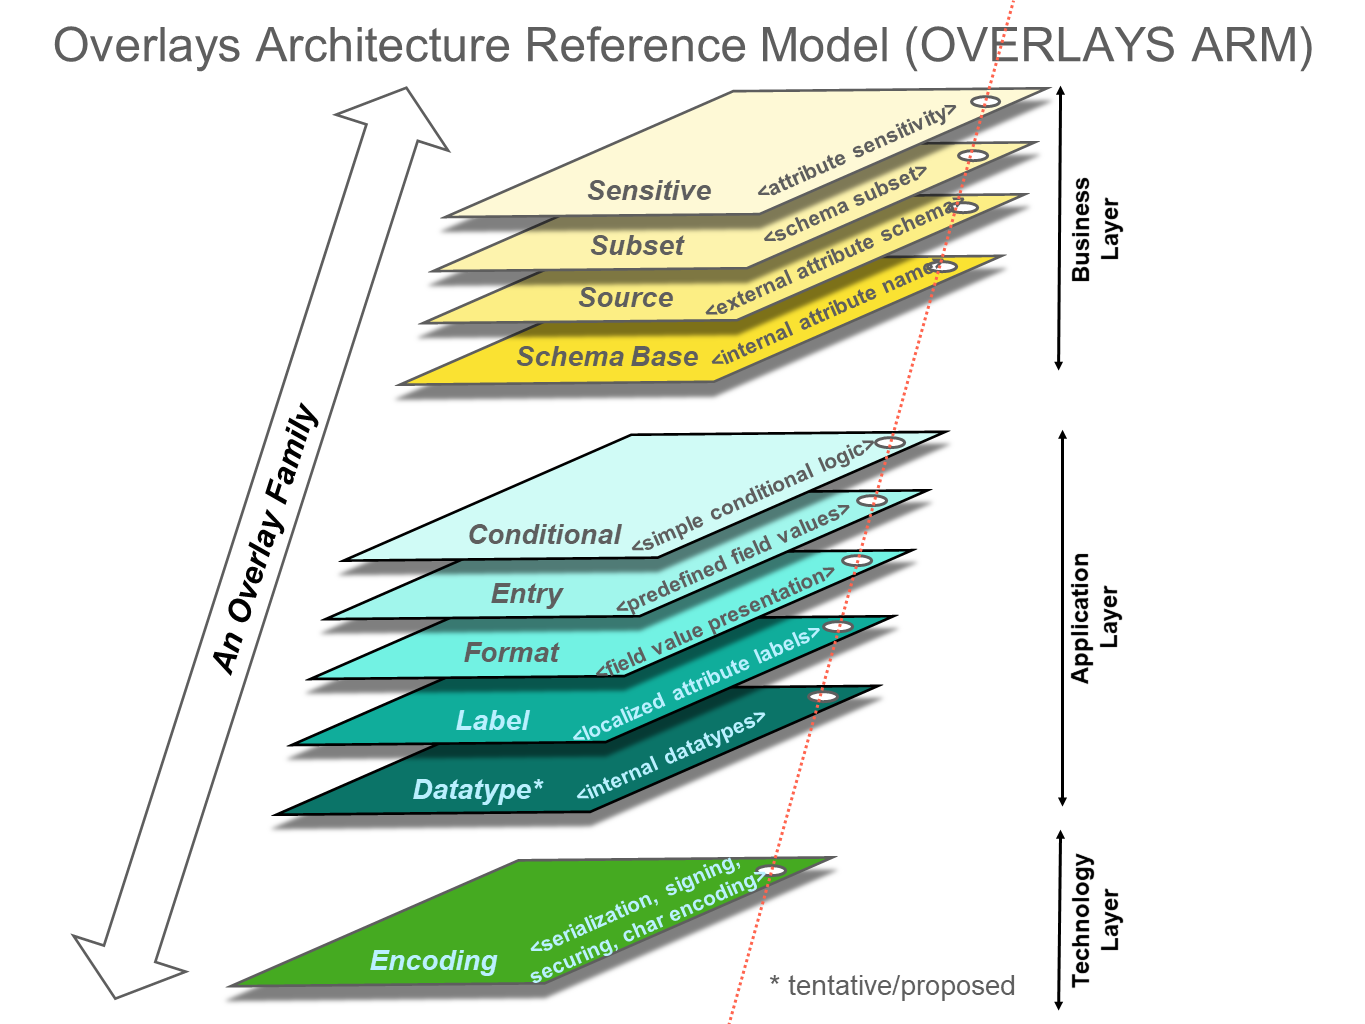 Overlays Architecture Reference Model (OVERLAYS ARM)
An Overlay Family
Sensitive
<attribute sensitivity>
Subset
<schema subset>
Source
<external attribute schema>
Schema Base
<internal attribute name>
Business
Layer
Conditional
<simple conditional logic>
Entry
<predefined field values>
Format
<field value presentation>
Label
<localized attribute labels>
Datatype*
<internal datatypes>
Application
Layer
Encoding
<serialization, signing,
securing, char encoding>
Technology
Layer
* tentative/proposed